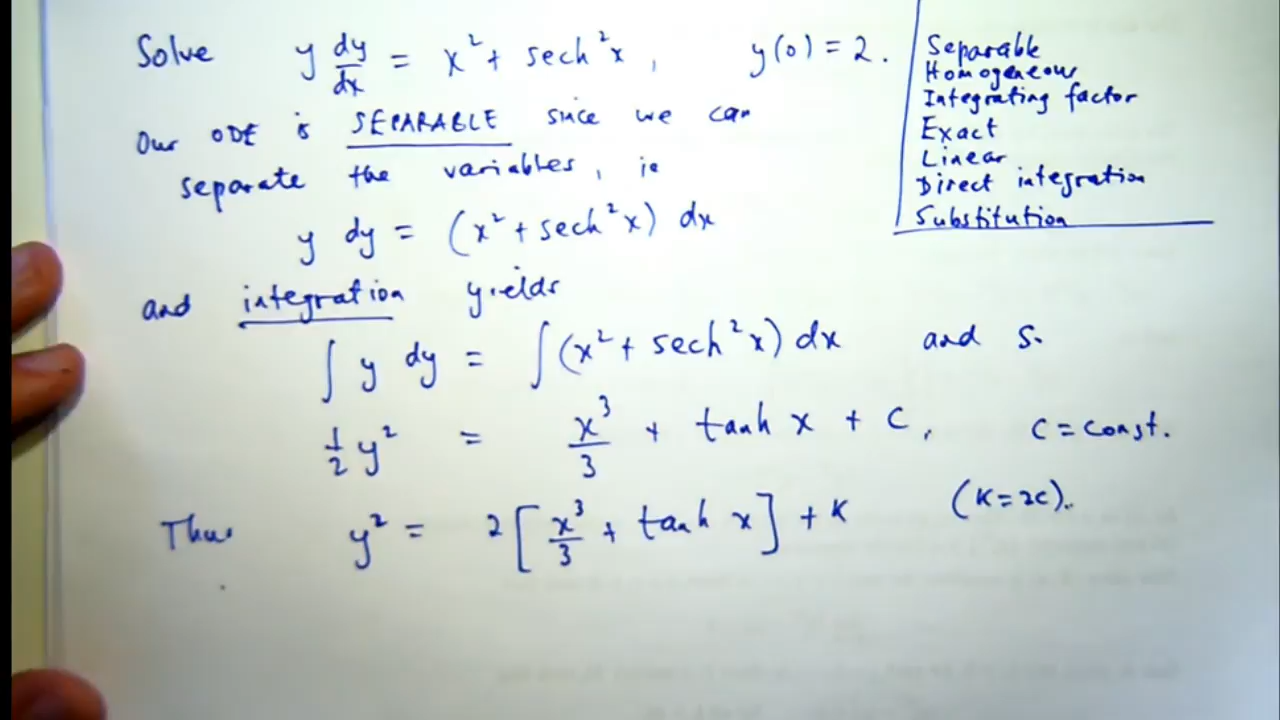 Solve y dy/dx = x² + sech²x, y(0) = 2.
Our ODE is SEPARABLE since we can
separate the variables, ie
y dy = (x² + sech²x) dx
and integration yields
∫ y dy = ∫(x² + sech²x) dx and so
½ y² = x³/3 + tanh x + C, C = const.
Thus y² = 2[x³/3 + tanh x] + K (K=2C).
Separable
Homogeneous
Integrating factor
Exact
Linear
Direct integration
Substitution